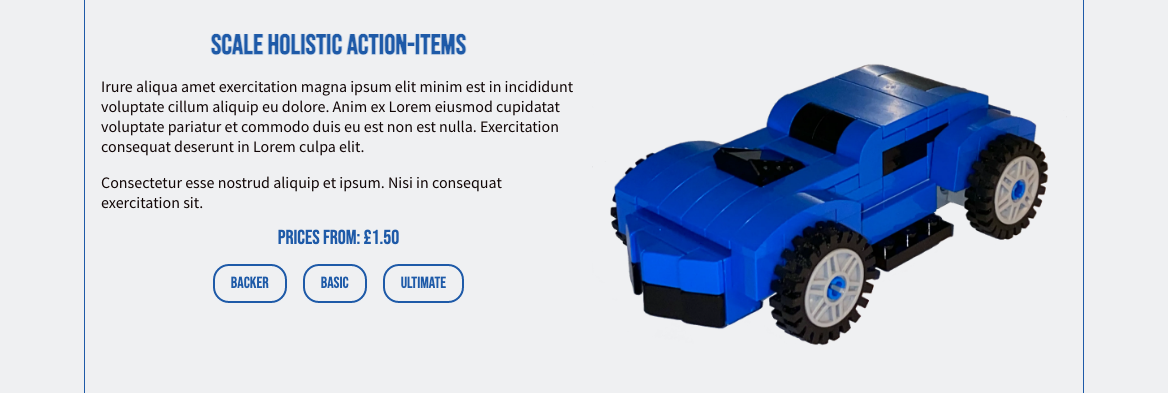 SCALE HOLISTIC ACTION-ITEMS
Irure aliqua amet exercitation magna ipsum elit minim est in incididunt
voluptate cillum aliquip eu dolore. Anim ex Lorem eiusmod cupidatat
voluptate pariatur et commodo duis eu est non est nulla. Exercitation
consequat deserunt in Lorem culpa elit.
Consectetur esse nostrud aliquip et ipsum. Nisi in consequat
exercitation sit.
PRICES FROM: £1.50
BACKER BASIC ULTIMATE